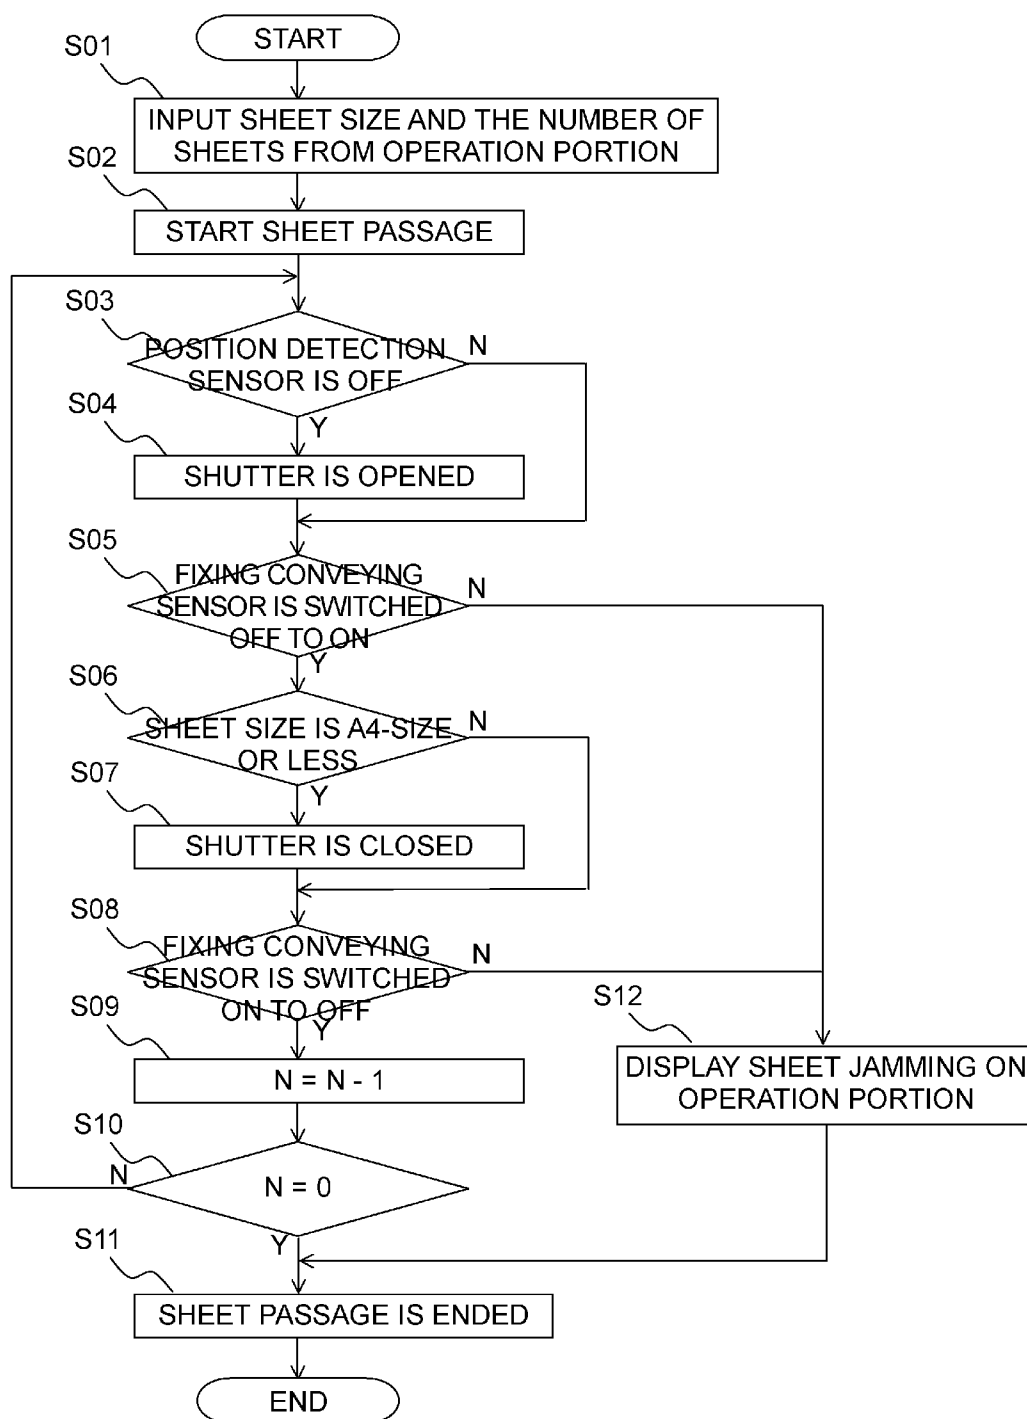 START
S01
INPUT SHEET SIZE AND THE NUMBER OF
SHEETS FROM OPERATION PORTION
S02
START SHEET PASSAGE
S03
POSITION DETECTION
SENSOR IS OFF
N
Y
S04
SHUTTER IS OPENED
S05
FIXING CONVEYING
SENSOR IS SWITCHED
OFF TO ON
N
Y
S06
SHEET SIZE IS A4-SIZE
OR LESS
N
Y
S07
SHUTTER IS CLOSED
S08
FIXING CONVEYING
SENSOR IS SWITCHED
ON TO OFF
N
Y
S12
DISPLAY SHEET JAMMING ON
OPERATION PORTION
S09
N = N - 1
S10
N = 0
N
Y
S11
SHEET PASSAGE IS ENDED
END